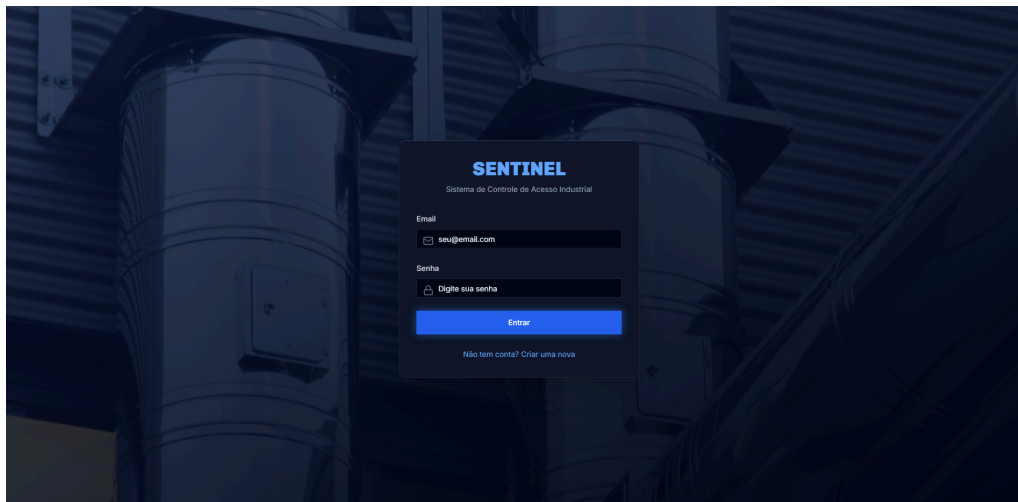 SENTINEL
Sistema de Controle de Acesso Industrial
Email
seu@email.com
Senha
Digite sua senha
Entrar
Não tem conta? Criar uma nova